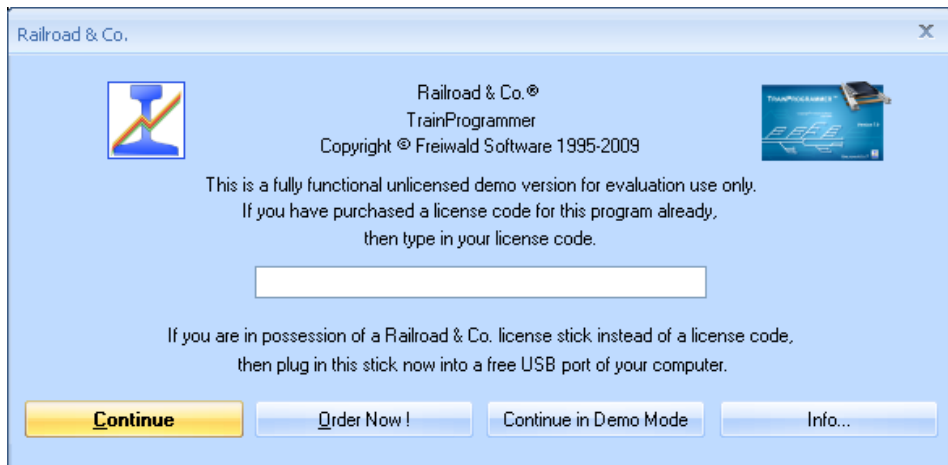 Railroad & Co.
Railroad & Co.®
TrainProgrammer
Copyright © Freiwald Software 1995-2009
TRAINPROGRAMMER™
This is a fully functional unlicensed demo version for evaluation use only.
If you have purchased a license code for this program already,
then type in your license code.
If you are in possession of a Railroad & Co. license stick instead of a license code,
then plug in this stick now into a free USB port of your computer.
Continue
Order Now !
Continue in Demo Mode
Info...